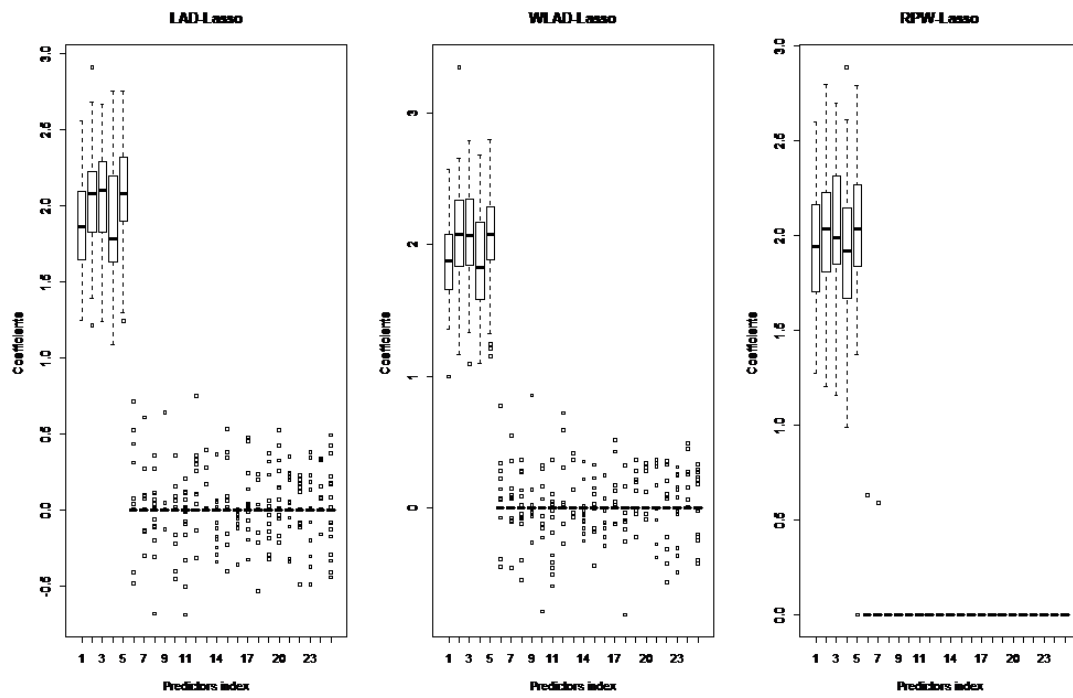 LAD-Lasso
WLAD-Lasso
RPW-Lasso
3.0
2.5
2.0
1.5
1.0
0.5
0.0
-0.5
Coefficients
1 3 5 7 9 11 14 17 20 23
Predictors index
3
2
1
0
Coefficients
1 3 5 7 9 11 14 17 20 23
Predictors index
3.0
2.5
2.0
1.5
1.0
0.5
0.0
Coefficients
1 3 5 7 9 11 14 17 20 23
Predictors index